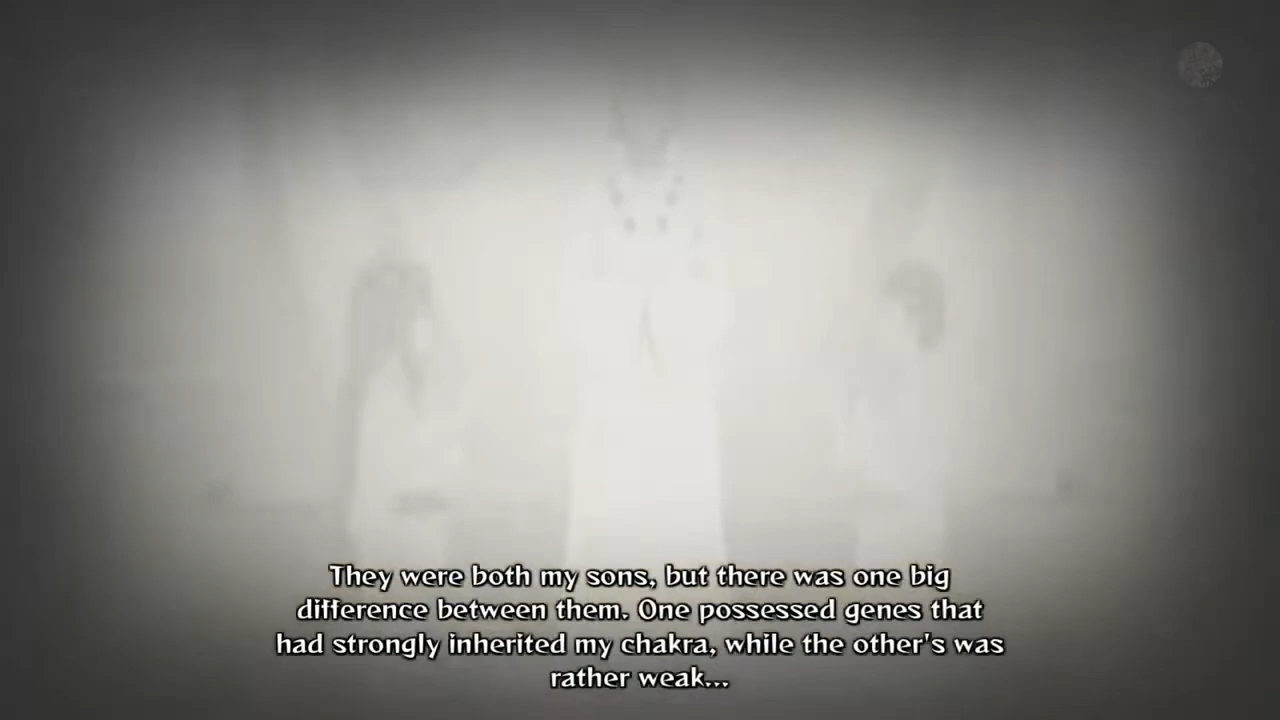 They were both my sons, but there was one big
difference between them. One possessed genes that
had strongly inherited my chakra, while the other's was
rather weak...